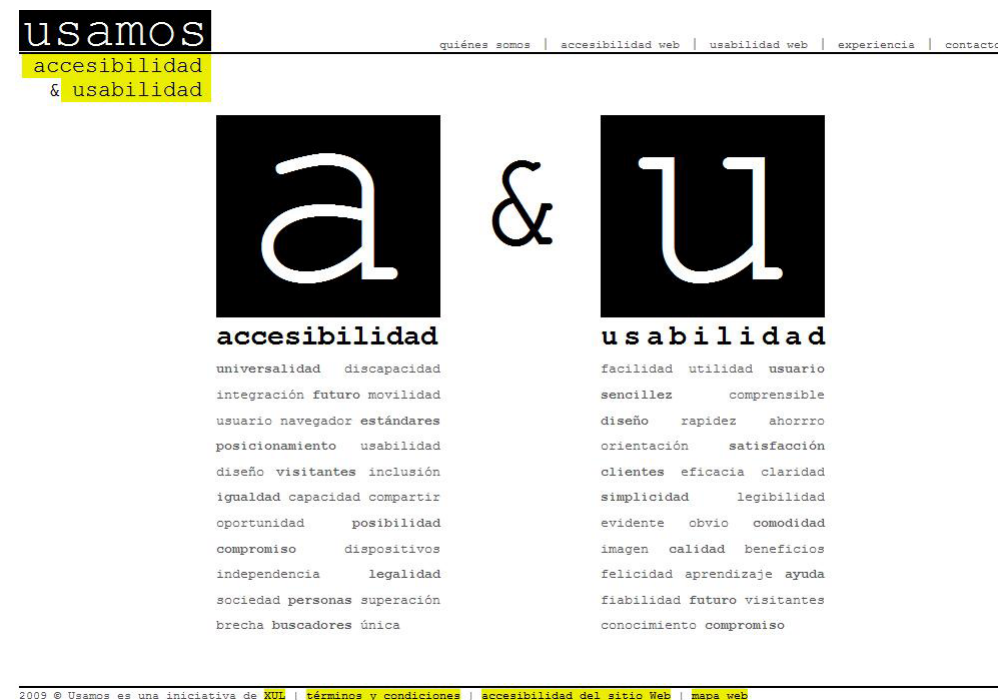 usamos
accesibilidad
& usabilidad
quiénes somos | accesibilidad web | usabilidad web | experiencia | contacto
a & u
accesibilidad
universalidad discapacidad
integración futuro movilidad
usuario navegador estándares
posicionamiento usabilidad
diseño visitantes inclusión
igualdad capacidad compartir
oportunidad posibilidad
compromiso dispositivos
independencia legalidad
sociedad personas superación
brecha buscadores única
usabilidad
facilidad utilidad usuario
sencillez comprensible
diseño rapidez ahorrro
orientación satisfacción
clientes eficacia claridad
simplicidad legibilidad
evidente obvio comodidad
imagen calidad beneficios
felicidad aprendizaje ayuda
fiabilidad futuro visitantes
conocimiento compromiso
2009 © Usamos es una iniciativa de XUL | términos y condiciones | accesibilidad del sitio Web | mapa web